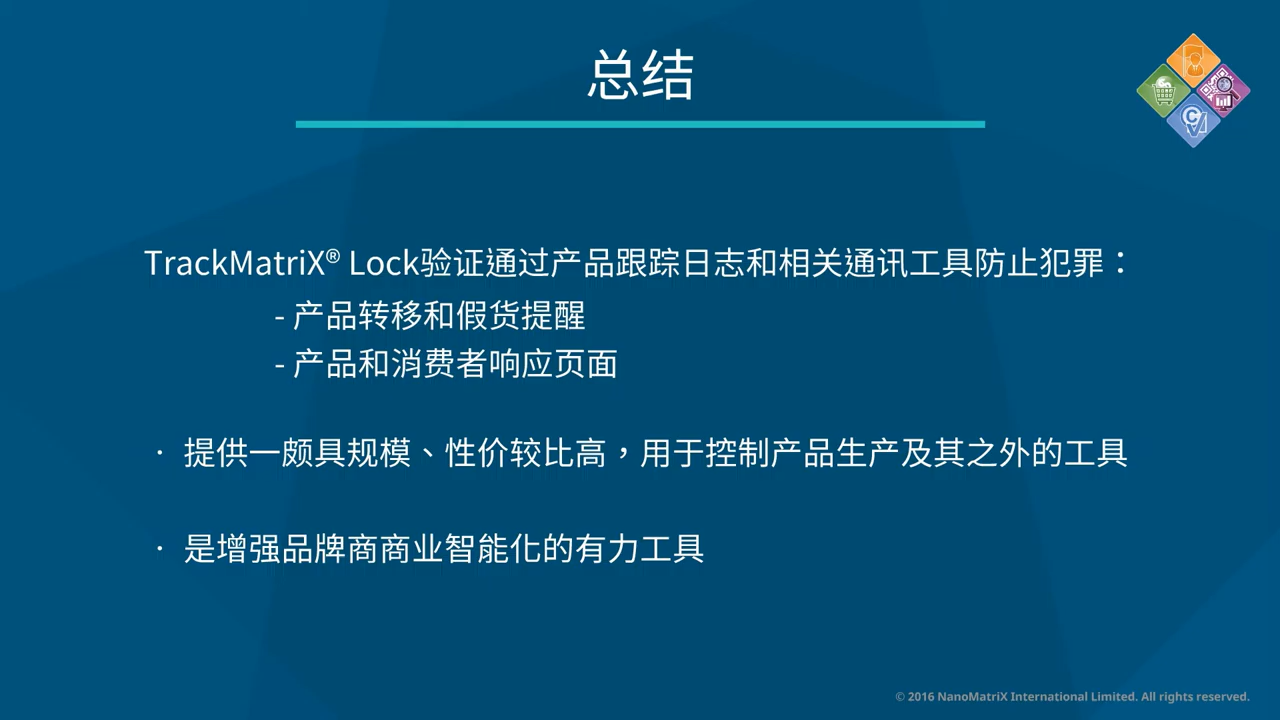 总结
TrackMatriX® Lock验证通过产品跟踪日志和相关通讯工具防止犯罪：
- 产品转移和假货提醒
- 产品和消费者响应页面
· 提供一颇具规模、性价较比高，用于控制产品生产及其之外的工具
· 是增强品牌商商业智能化的有力工具
© 2016 NanoMatriX International Limited. All rights reserved.